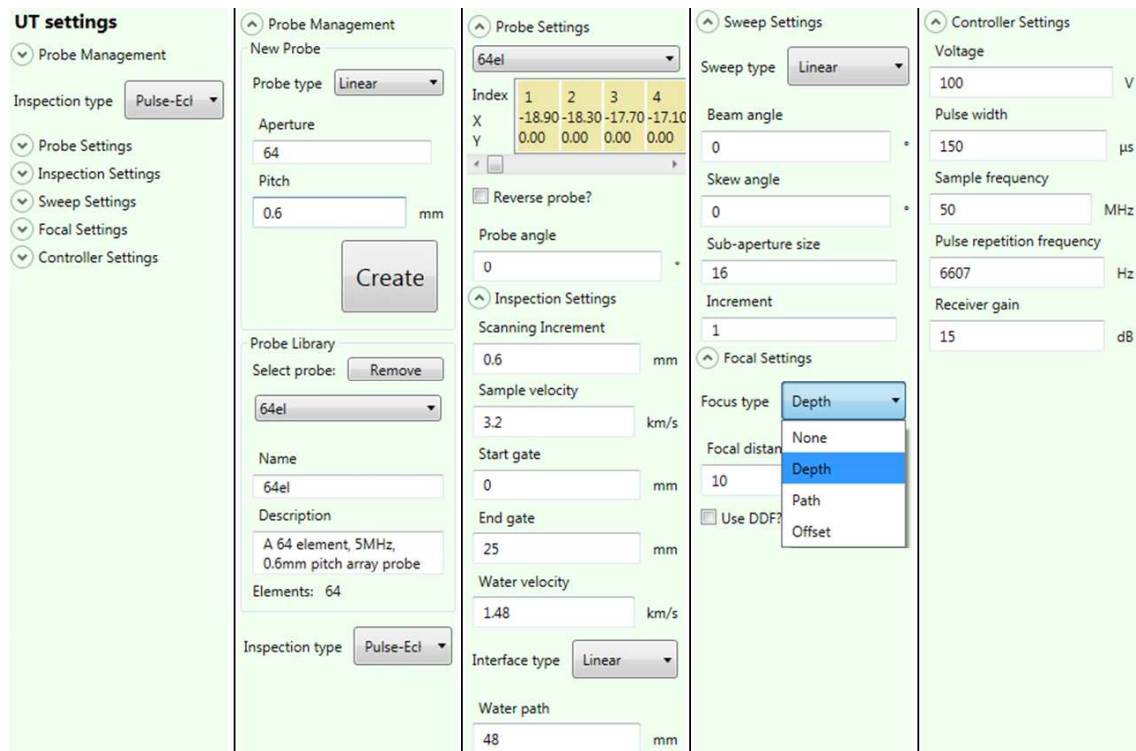 UT settings
Probe Management
Inspection type Pulse-Ecl
Probe Settings
Inspection Settings
Sweep Settings
Focal Settings
Controller Settings
Probe Management
New Probe
Probe type Linear
Aperture
64
Pitch
0.6 mm
Create
Probe Library
Select probe: Remove
64el
Name
64el
Description
A 64 element, 5MHz,
0.6mm pitch array probe
Elements: 64
Inspection type Pulse-Ecl
Probe Settings
64el
Index 1 2 3 4
X -18.90 -18.30 -17.70 -17.10
Y 0.00 0.00 0.00 0.00
Reverse probe?
Probe angle
0 °
Inspection Settings
Scanning Increment
0.6 mm
Sample velocity
3.2 km/s
Start gate
0 mm
End gate
25 mm
Water velocity
1.48 km/s
Interface type Linear
Water path
48 mm
Sweep Settings
Sweep type Linear
Beam angle
0 °
Skew angle
0 °
Sub-aperture size
16
Increment
1
Focal Settings
Focus type Depth
None
Depth
Path
Offset
Focal distan
10
Use DDF?
Controller Settings
Voltage
100 V
Pulse width
150 µs
Sample frequency
50 MHz
Pulse repetition frequency
6607 Hz
Receiver gain
15 dB